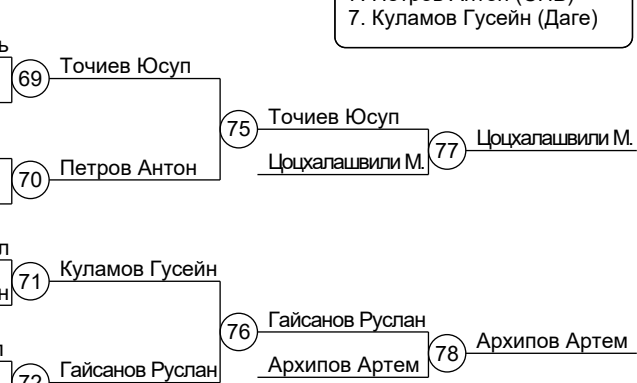 7. Куламов Гусейн (Даге)
69
Точиев Юсуп
75
Точиев Юсуп
Цоцхалашвили М.
77
Цоцхалашвили М.
70
Петров Антон
71
Куламов Гусейн
76
Гайсанов Руслан
Архипов Артем
78
Архипов Артем
72
Гайсанов Руслан